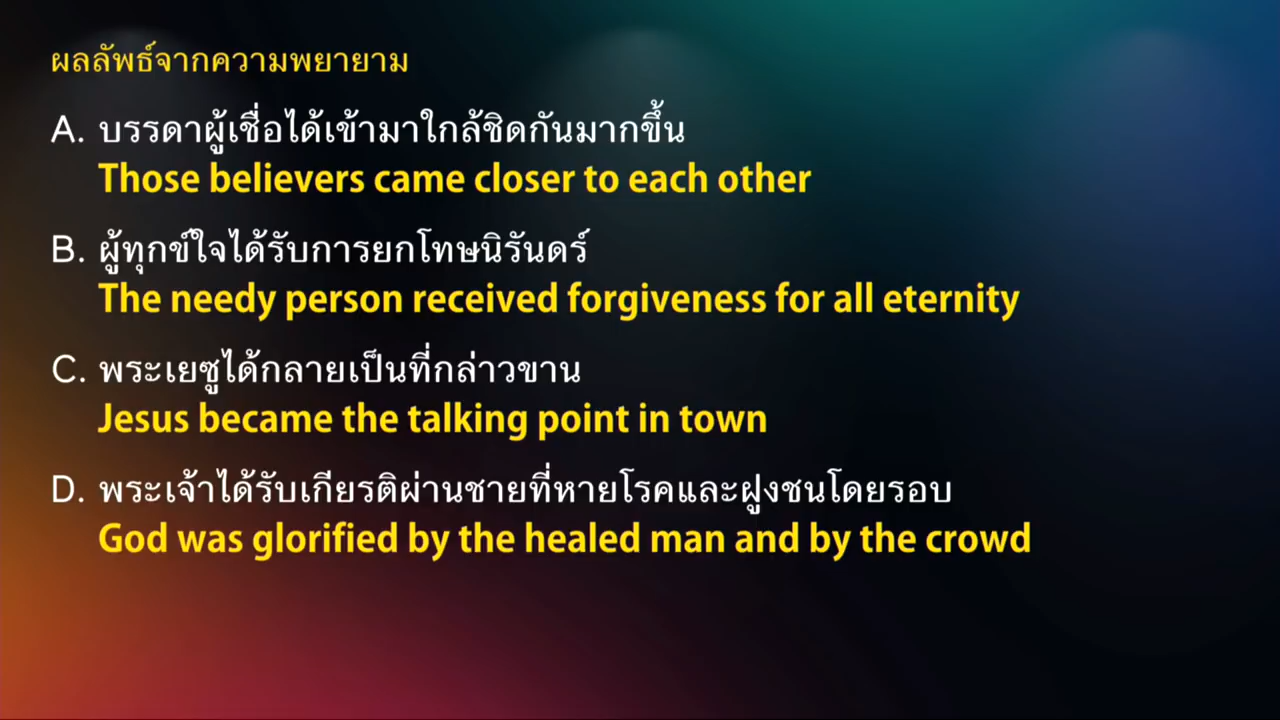 ผลลัพธ์จากความพยายาม
A. บรรดาผู้เชื่อได้เข้ามาใกล้ชิดกันมากขึ้น
Those believers came closer to each other
B. ผู้ทุกข์ใจได้รับการยกโทษนิรันดร์
The needy person received forgiveness for all eternity
C. พระเยซูได้กลายเป็นที่กล่าวขาน
Jesus became the talking point in town
D. พระเจ้าได้รับเกียรติผ่านชายที่หายโรคและฝูงชนโดยรอบ
God was glorified by the healed man and by the crowd